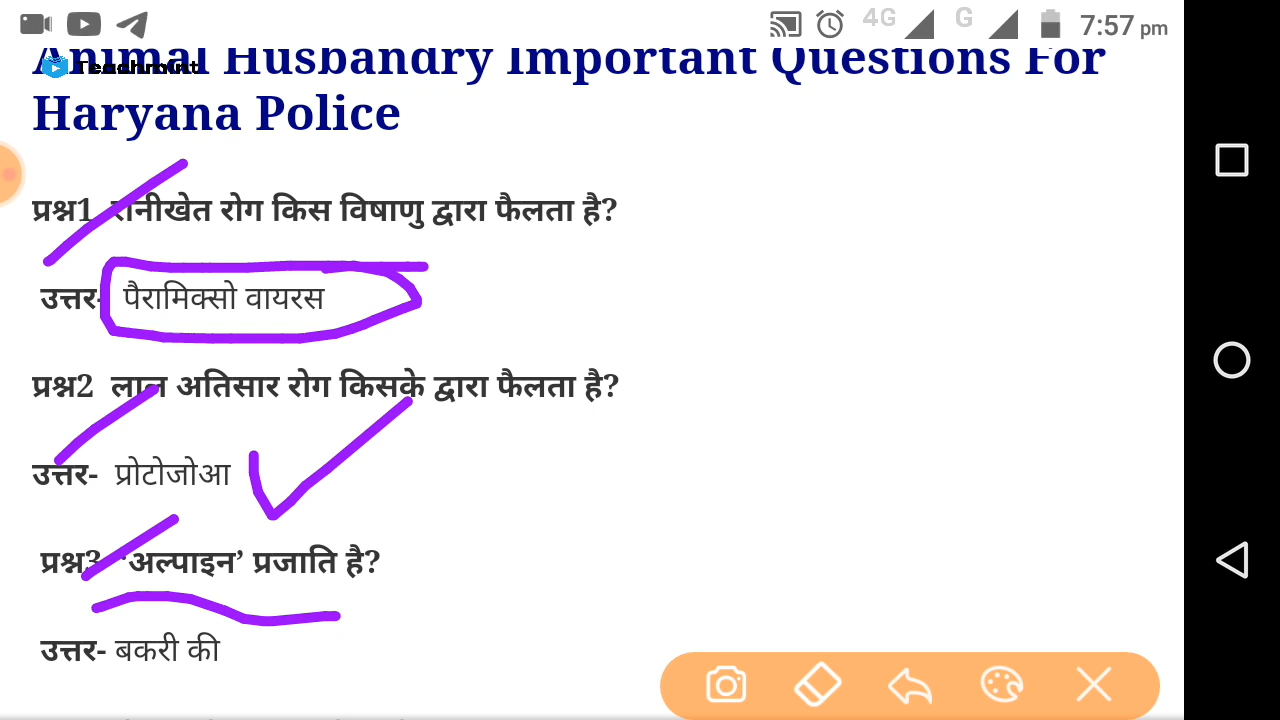 4G G 7:57 pm
Animal Husbandry Important Questions For
Teachmint
Haryana Police
प्रश्न1 रानीखेत रोग किस विषाणु द्वारा फैलता है?
उत्तर- पैरामिक्सो वायरस
प्रश्न2 लाल अतिसार रोग किसके द्वारा फैलता है?
उत्तर- प्रोटोजोआ
प्रश्न3 ‘अल्पाइन’ प्रजाति है?
उत्तर- बकरी की